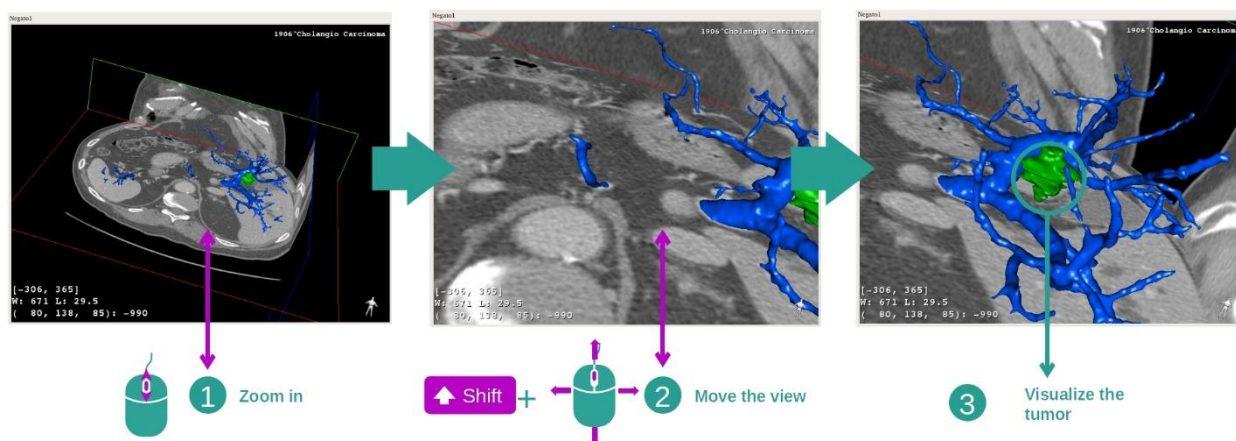 Negato1
1906^Cholangio Carcinoma
[-306, 365]
W: 671 L: 29.5
( 80, 138, 85): -990
Negato1
1906^Cholangio Carcinoma
[-306, 365]
W: 671 L: 29.5
( 80, 138, 85): -990
Negato1
1906^Cholangio Carcinoma
[-306, 365]
W: 671 L: 29.5
( 80, 138, 85): -990
1 Zoom in
Shift + 2 Move the view
3 Visualize the
tumor